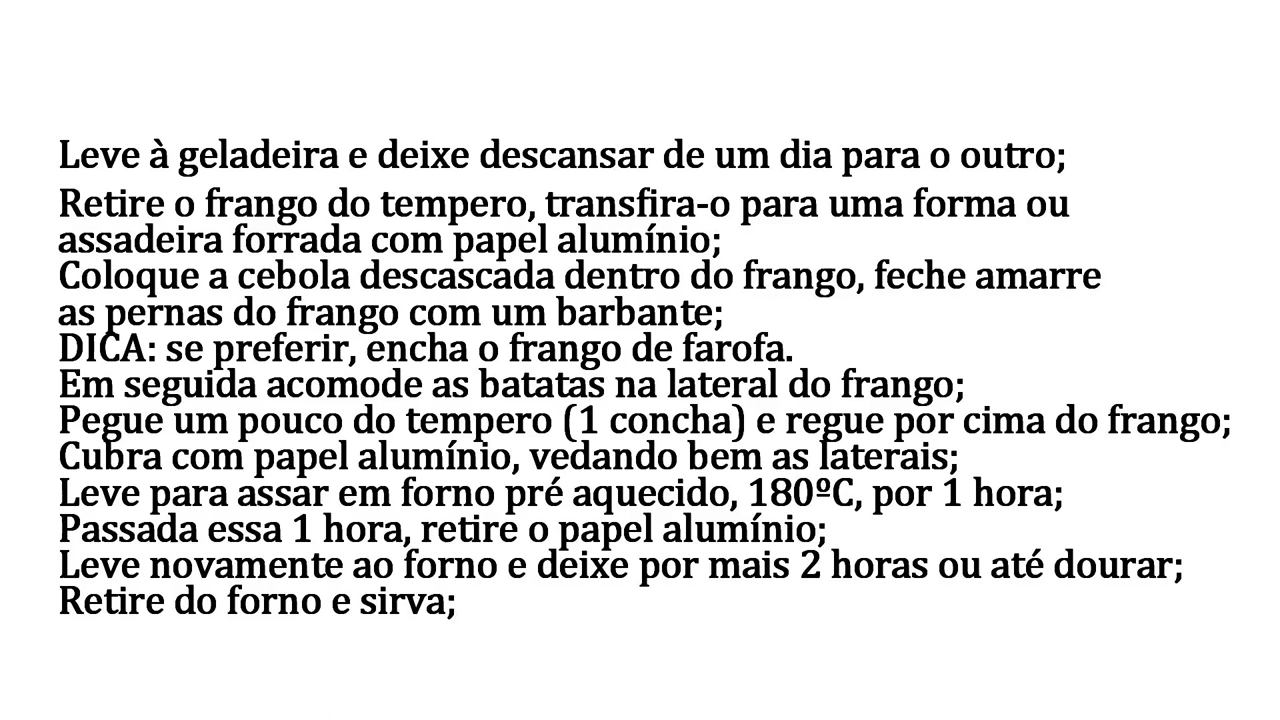 Leve à geladeira e deixe descansar de um dia para o outro;
Retire o frango do tempero, transfira-o para uma forma ou
assadeira forrada com papel alumínio;
Coloque a cebola descascada dentro do frango, feche amarre
as pernas do frango com um barbante;
DICA: se preferir, encha o frango de farofa.
Em seguida acomode as batatas na lateral do frango;
Pegue um pouco do tempero (1 concha) e regue por cima do frango;
Cubra com papel alumínio, vedando bem as laterais;
Leve para assar em forno pré aquecido, 180ºC, por 1 hora;
Passada essa 1 hora, retire o papel alumínio;
Leve novamente ao forno e deixe por mais 2 horas ou até dourar;
Retire do forno e sirva;